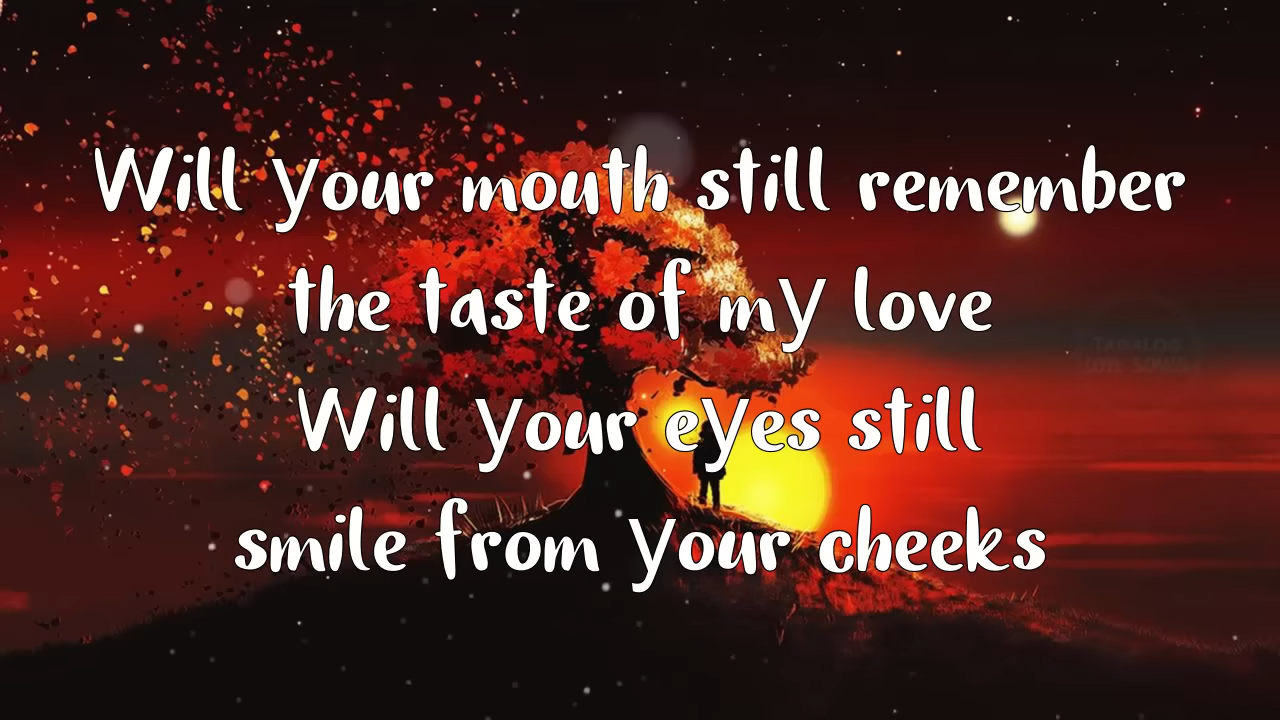 Will your mouth still remember
the taste of my love
Will your eyes still
smile from your cheeks